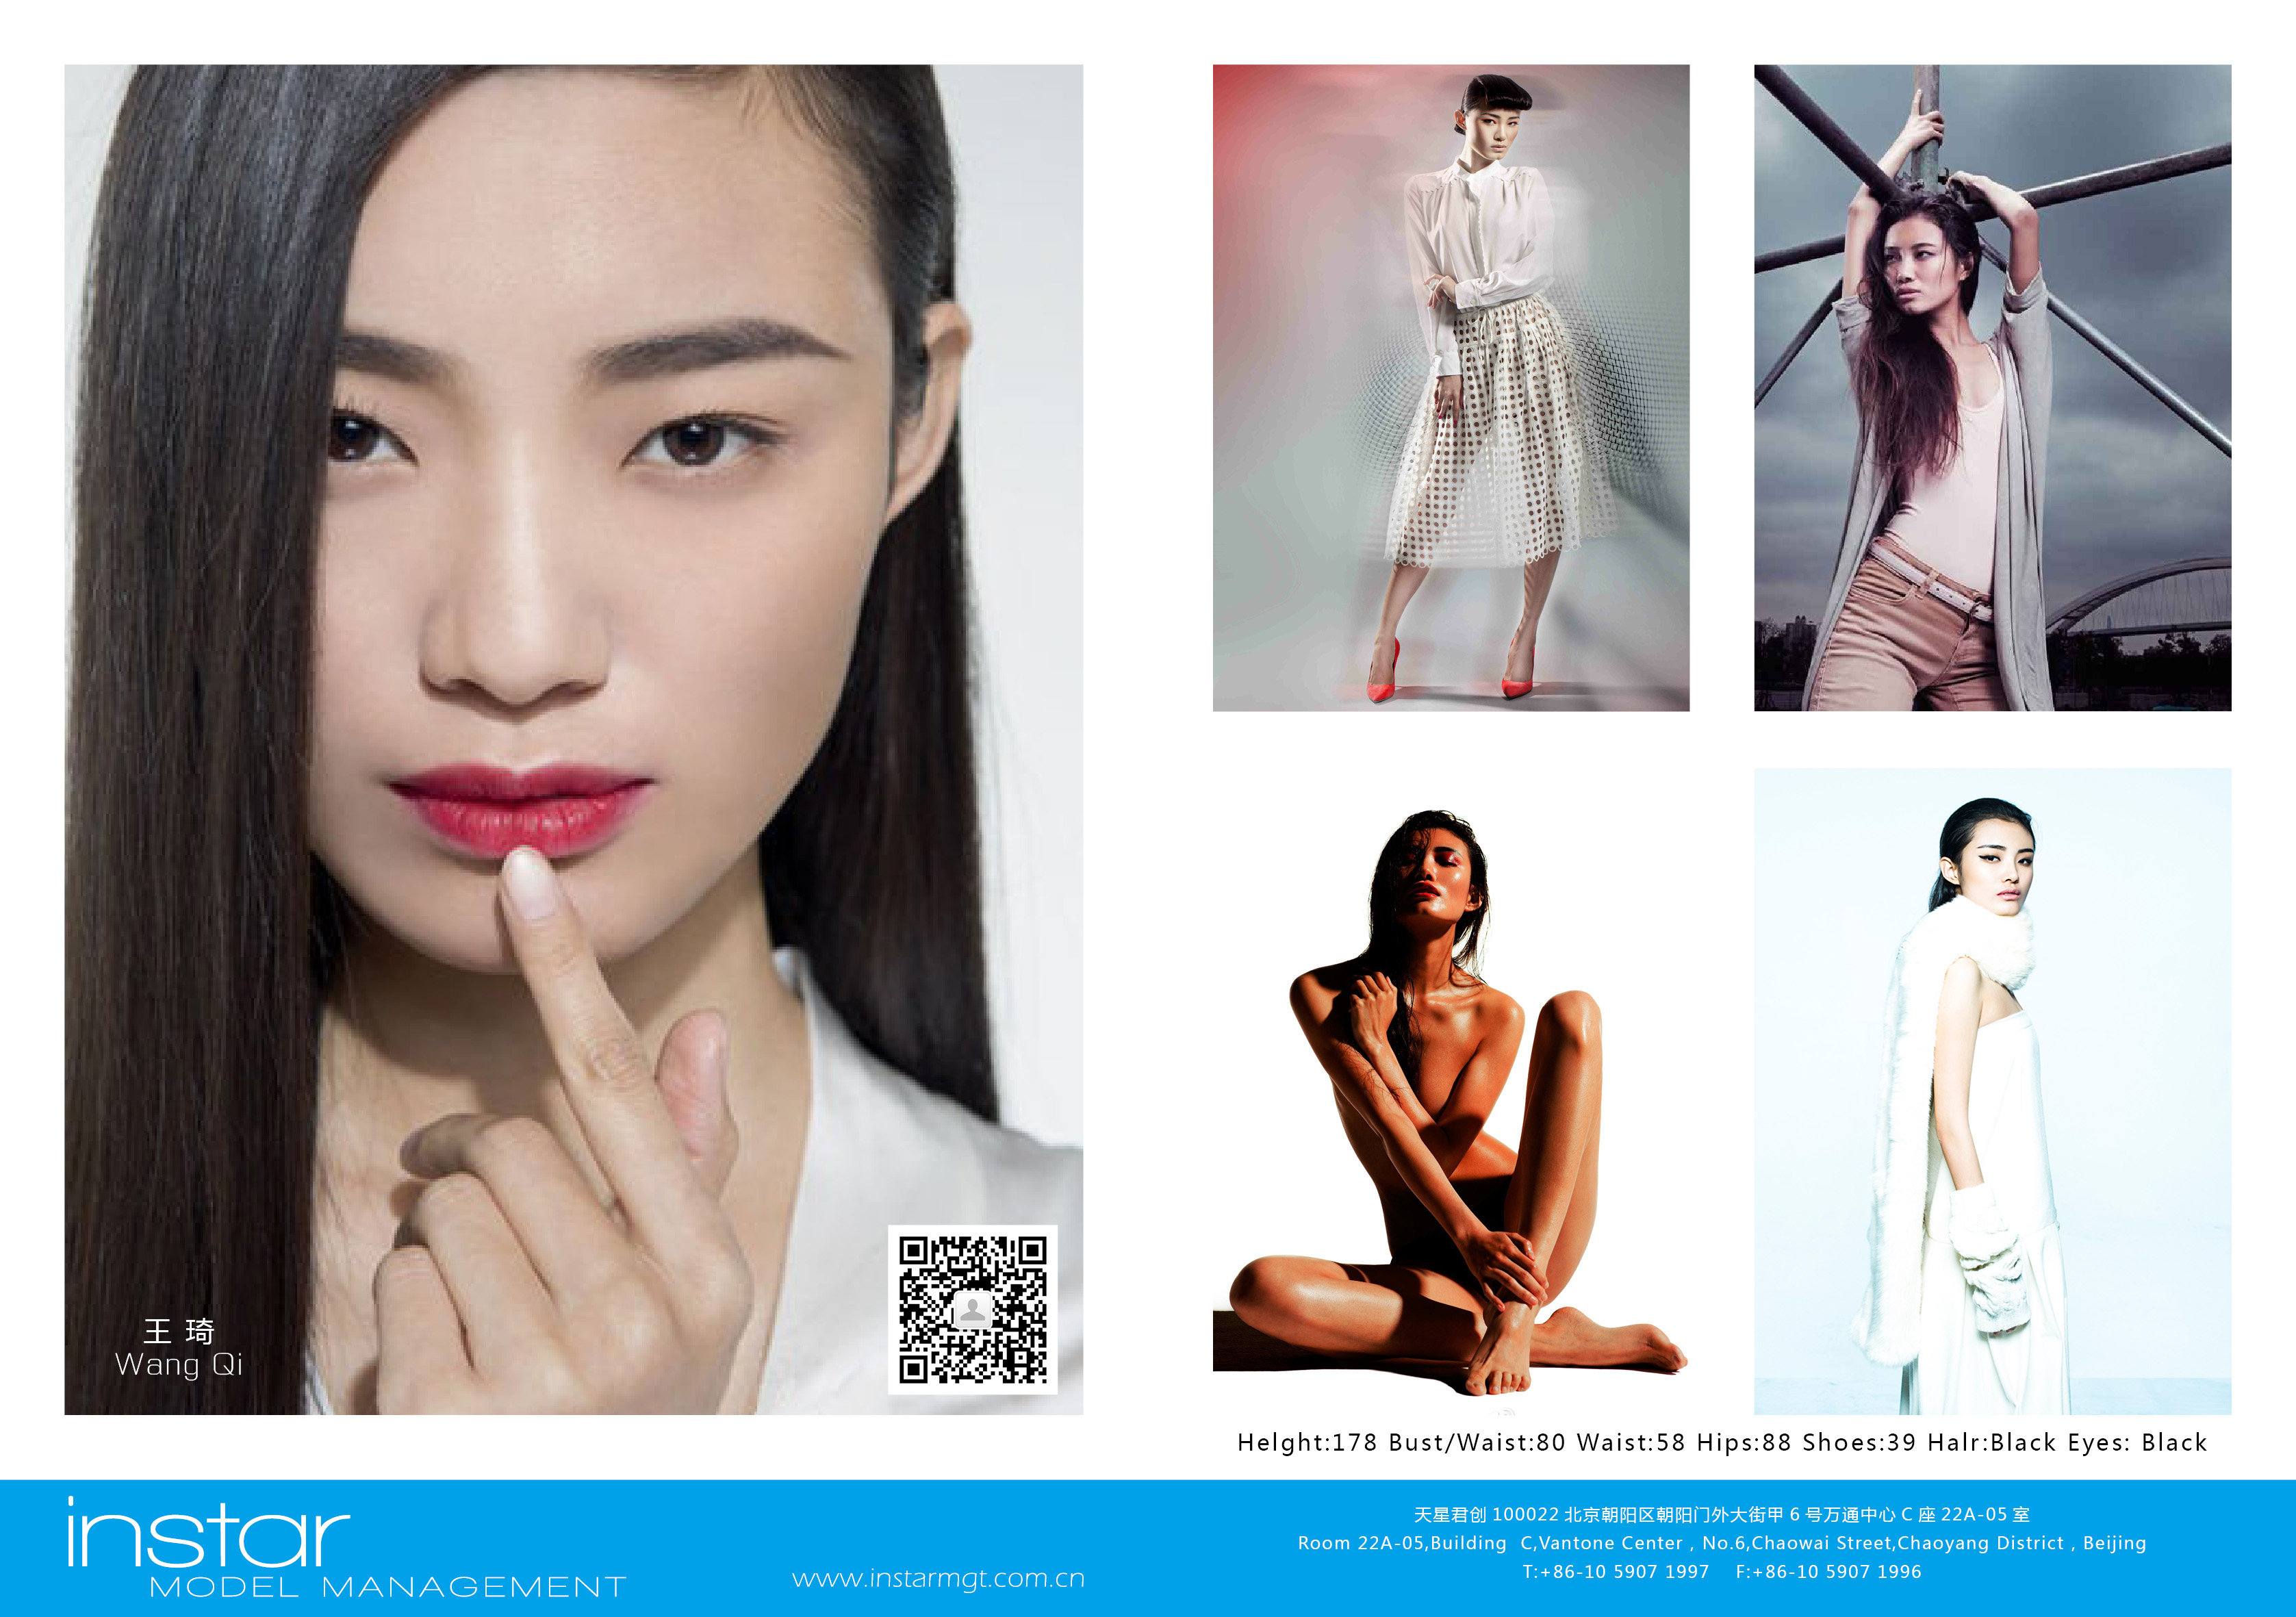 王 琦
Wang Qi
Helght:178 Bust/Waist:80 Waist:58 Hips:88 Shoes:39 Halr:Black Eyes: Black
instar
MODEL MANAGEMENT
www.instarmgt.com.cn
天星君创 100022 北京朝阳区朝阳门外大街甲 6 号万通中心 C 座 22A-05 室
Room 22A-05,Building C,Vantone Center , No.6,Chaowai Street,Chaoyang District , Beijing
T:+86-10 5907 1997 F:+86-10 5907 1996